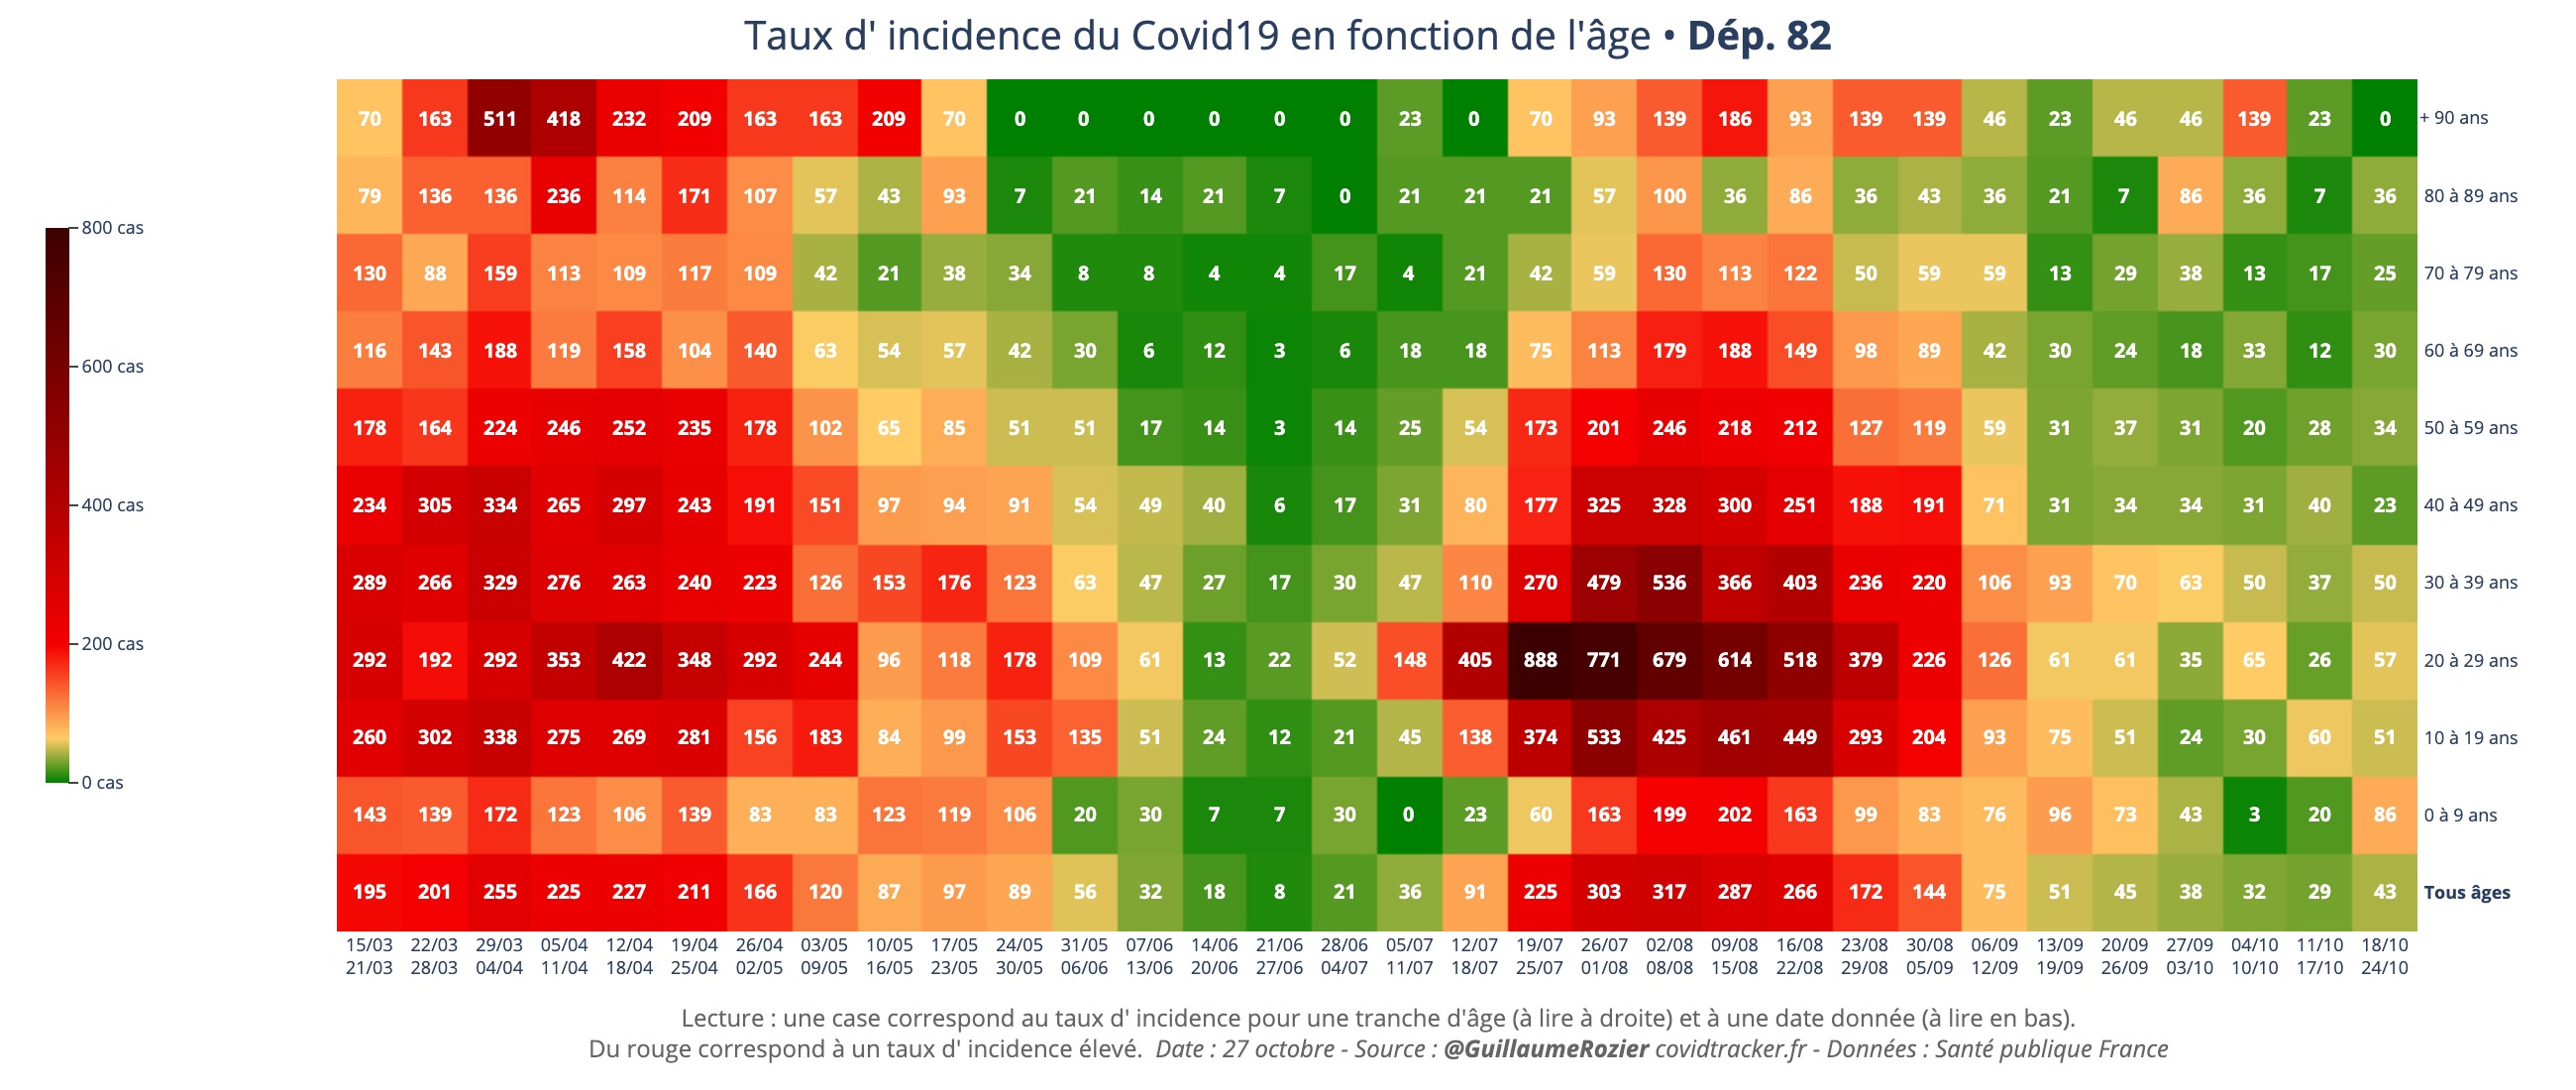 Taux d' incidence du Covid19 en fonction de l'âge • Dép. 82
800 cas
600 cas
400 cas
200 cas
0 cas
70 163 511 418 232 209 163 163 209 70 0 0 0 0 0 0 23 0 70 93 139 186 93 139 139 46 23 46 46 139 23 0 + 90 ans
79 136 136 236 114 171 107 57 43 93 7 21 14 21 7 0 21 21 21 57 100 36 86 36 43 36 21 7 86 36 7 36 80 à 89 ans
130 88 159 113 109 117 109 42 21 38 34 8 8 4 4 17 4 21 42 59 130 113 122 50 59 59 13 29 38 13 17 25 70 à 79 ans
116 143 188 119 158 104 140 63 54 57 42 30 6 12 3 6 18 18 75 113 179 188 149 98 89 42 30 24 18 33 12 30 60 à 69 ans
178 164 224 246 252 235 178 102 65 85 51 51 17 14 3 14 25 54 173 201 246 218 212 127 119 59 31 37 31 20 28 34 50 à 59 ans
234 305 334 265 297 243 191 151 97 94 91 54 49 40 6 17 31 80 177 325 328 300 251 188 191 71 31 34 34 31 40 23 40 à 49 ans
289 266 329 276 263 240 223 126 153 176 123 63 47 27 17 30 47 110 270 479 536 366 403 236 220 106 93 70 63 50 37 50 30 à 39 ans
292 192 292 353 422 348 292 244 96 118 178 109 61 13 22 52 148 405 888 771 679 614 518 379 226 126 61 61 35 65 26 57 20 à 29 ans
260 302 338 275 269 281 156 183 84 99 153 135 51 24 12 21 45 138 374 533 425 461 449 293 204 93 75 51 24 30 60 51 10 à 19 ans
143 139 172 123 106 139 83 83 123 119 106 20 30 7 7 30 0 23 60 163 199 202 163 99 83 76 96 73 43 3 20 86 0 à 9 ans
195 201 255 225 227 211 166 120 87 97 89 56 32 18 8 21 36 91 225 303 317 287 266 172 144 75 51 45 38 32 29 43 Tous âges
15/03 22/03 29/03 05/04 12/04 19/04 26/04 03/05 10/05 17/05 24/05 31/05 07/06 14/06 21/06 28/06 05/07 12/07 19/07 26/07 02/08 09/08 16/08 23/08 30/08 06/09 13/09 20/09 27/09 04/10 11/10 18/10
21/03 28/03 04/04 11/04 18/04 25/04 02/05 09/05 16/05 23/05 30/05 06/06 13/06 20/06 27/06 04/07 11/07 18/07 25/07 01/08 08/08 15/08 22/08 29/08 05/09 12/09 19/09 26/09 03/10 10/10 17/10 24/10
Lecture : une case correspond au taux d' incidence pour une tranche d'âge (à lire à droite) et à une date donnée (à lire en bas).
Du rouge correspond à un taux d' incidence élevé. Date : 27 octobre - Source : @GuillaumeRozier covidtracker.fr - Données : Santé publique France